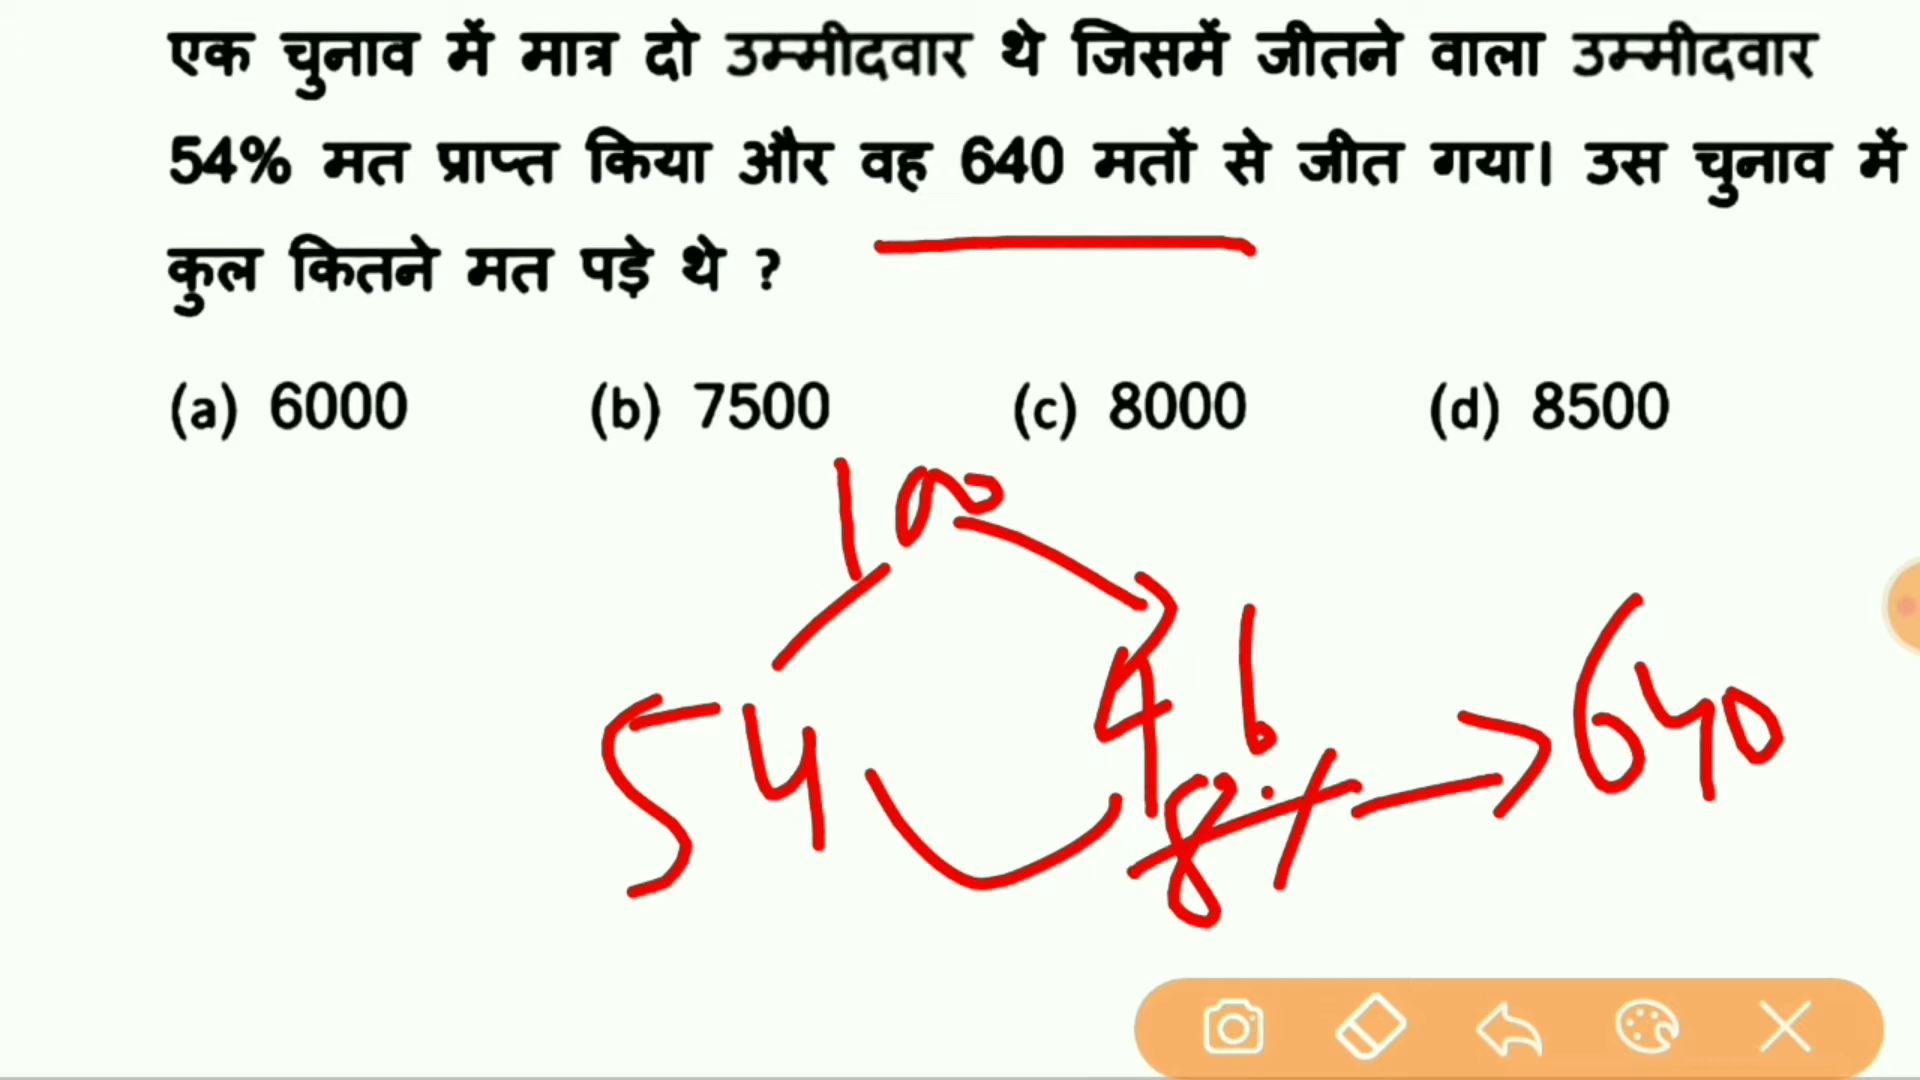 एक चुनाव में मात्र दो उम्मीदवार थे जिसमें जीतने वाला उम्मीदवार
54% मत प्राप्त किया और वह 640 मतों से जीत गया। उस चुनाव में
कुल कितने मत पड़े थे ?
(a) 6000 (b) 7500 (c) 8000 (d) 8500
100
54 46
8% 640